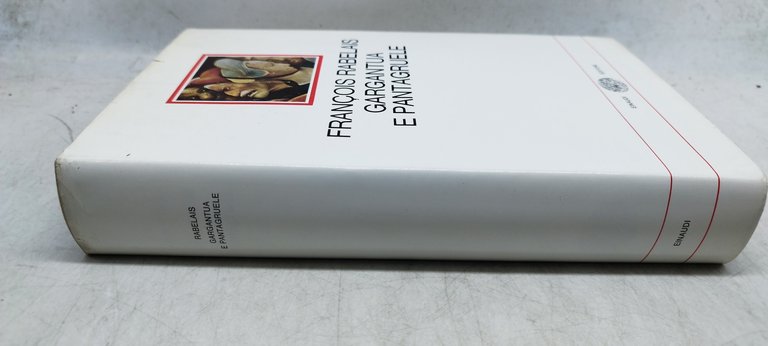 FRANÇOIS RABELAIS
GARGANTUA
E PANTAGRUELE
RABELAIS
GARGANTUA
E PANTAGRUELE
EINAUDI